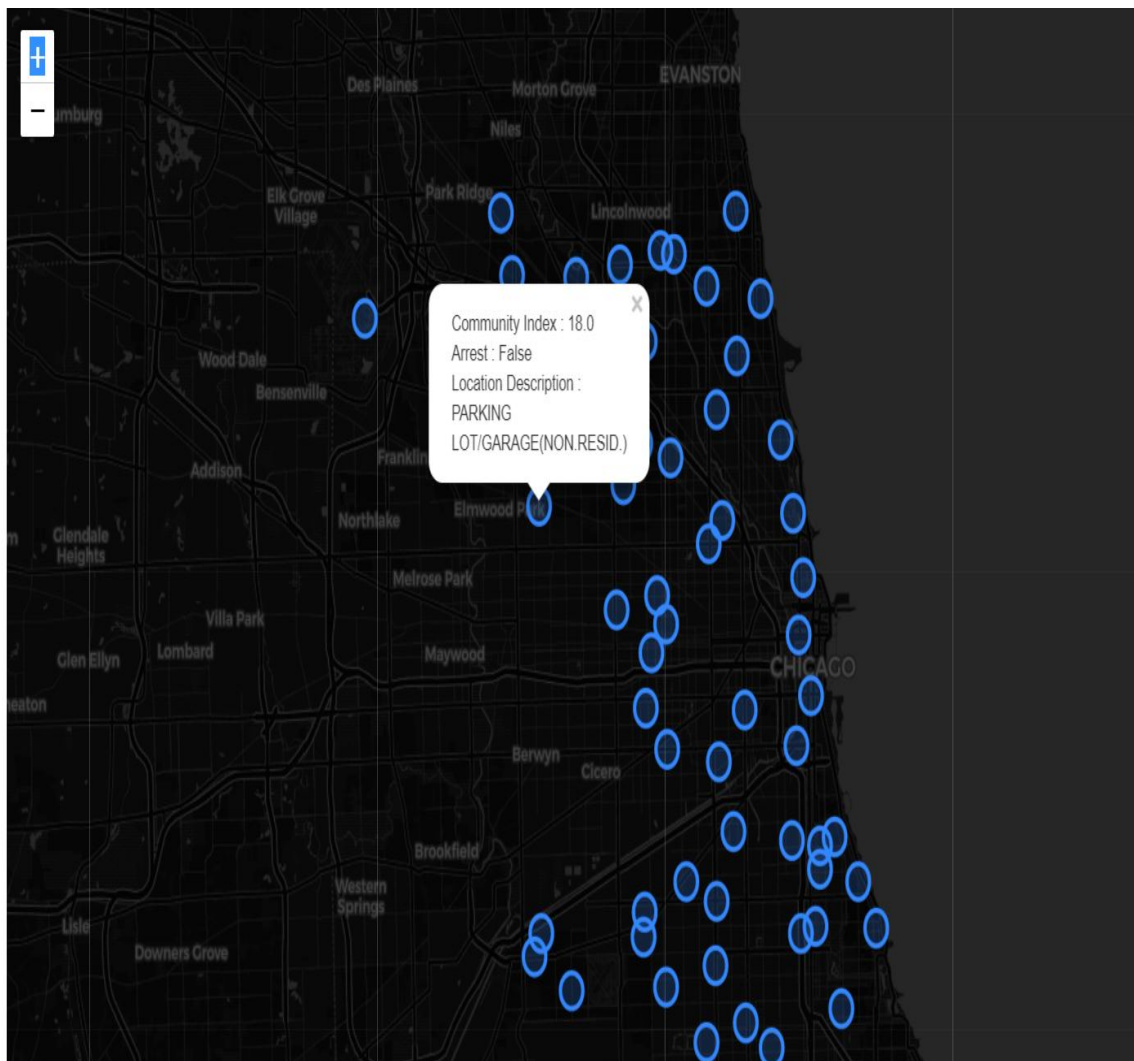 +
−
umburg
Des Plaines
Morton Grove
EVANSTON
Niles
Elk Grove
Village
Park Ridge
Lincolnwood
Wood Dale
Bensenville
×
Community Index : 18.0
Arrest : False
Location Description :
PARKING
LOT/GARAGE(NON.RESID.)
Addison
Franklin
Northlake
Elmwood Park
Glendale
Heights
m
Melrose Park
Villa Park
Glen Ellyn
Lombard
Maywood
CHICAGO
heaton
Berwyn
Cicero
Brookfield
Western
Springs
Lisle
Downers Grove